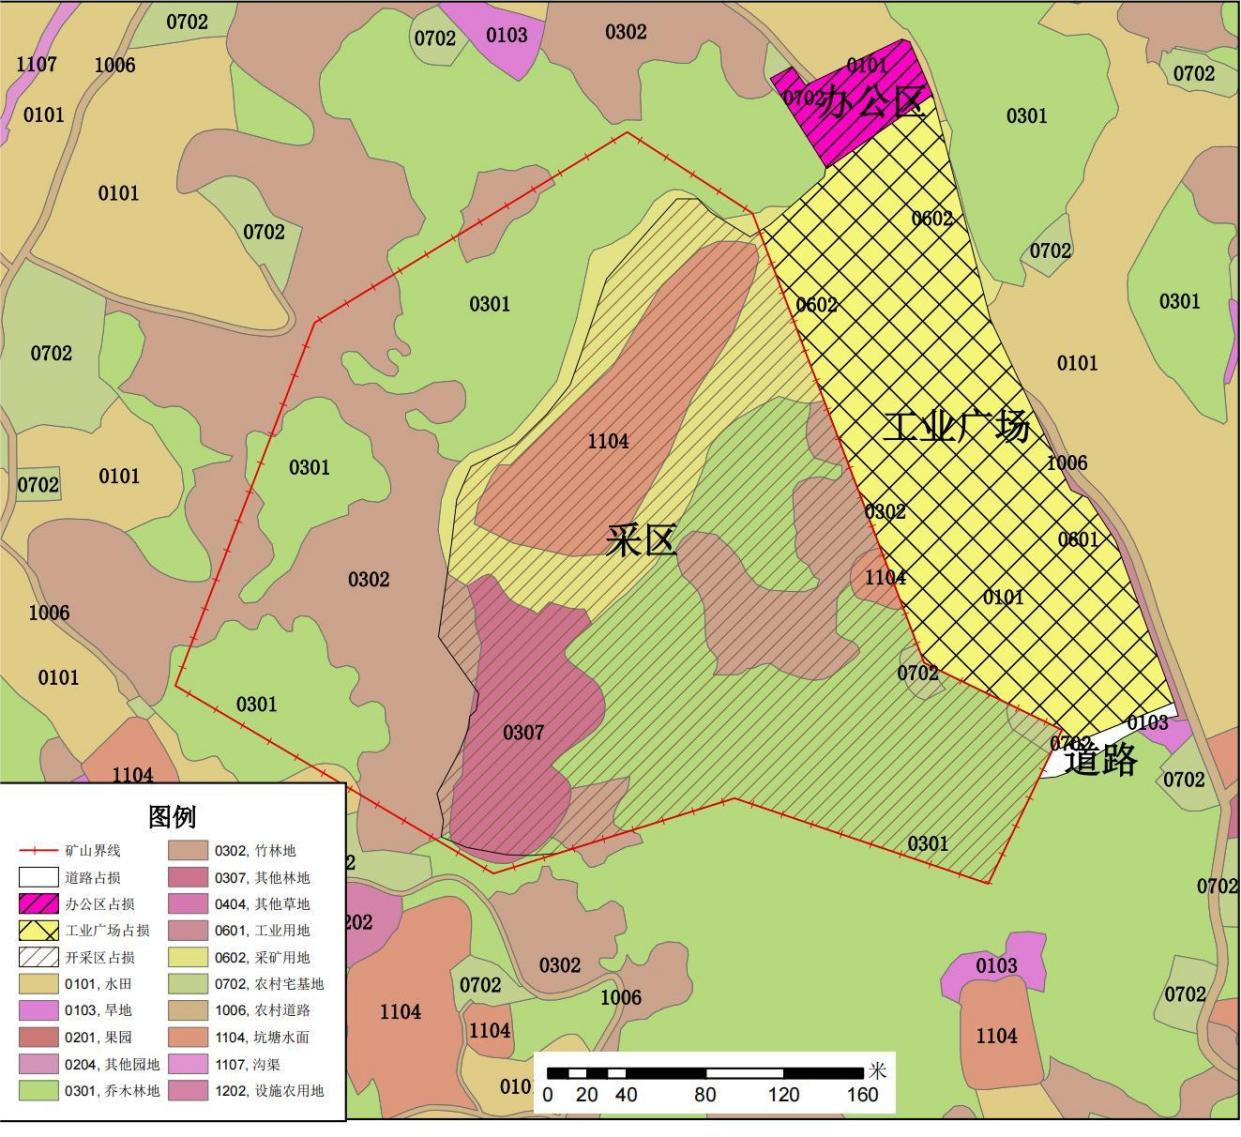 0702
0103
0302
0702
1107
1006
0101
0702
0702
0101
0301
0101
办公区
0101
0702
0602
0702
0301
0301
0602
0702
0101
工业广场
1104
0301
1006
0702
0101
0302
采区
0601
0302
1104
0101
1006
0101
0702
0301
0307
0103
0702
道路
1104
0702
0301
0702
2
202
0302
0103
0702
1006
0702
1104
1104
1104
010
图例
矿山界线
道路占损
办公区占损
工业广场占损
开采区占损
0101, 水田
0103, 旱地
0201, 果园
0204, 其他园地
0301, 乔木林地
0302, 竹林地
0307, 其他林地
0404, 其他草地
0601, 工业用地
0602, 采矿用地
0702, 农村宅基地
1006, 农村道路
1104, 坑塘水面
1107, 沟渠
1202, 设施农用地
米
0 20 40 80 120 160